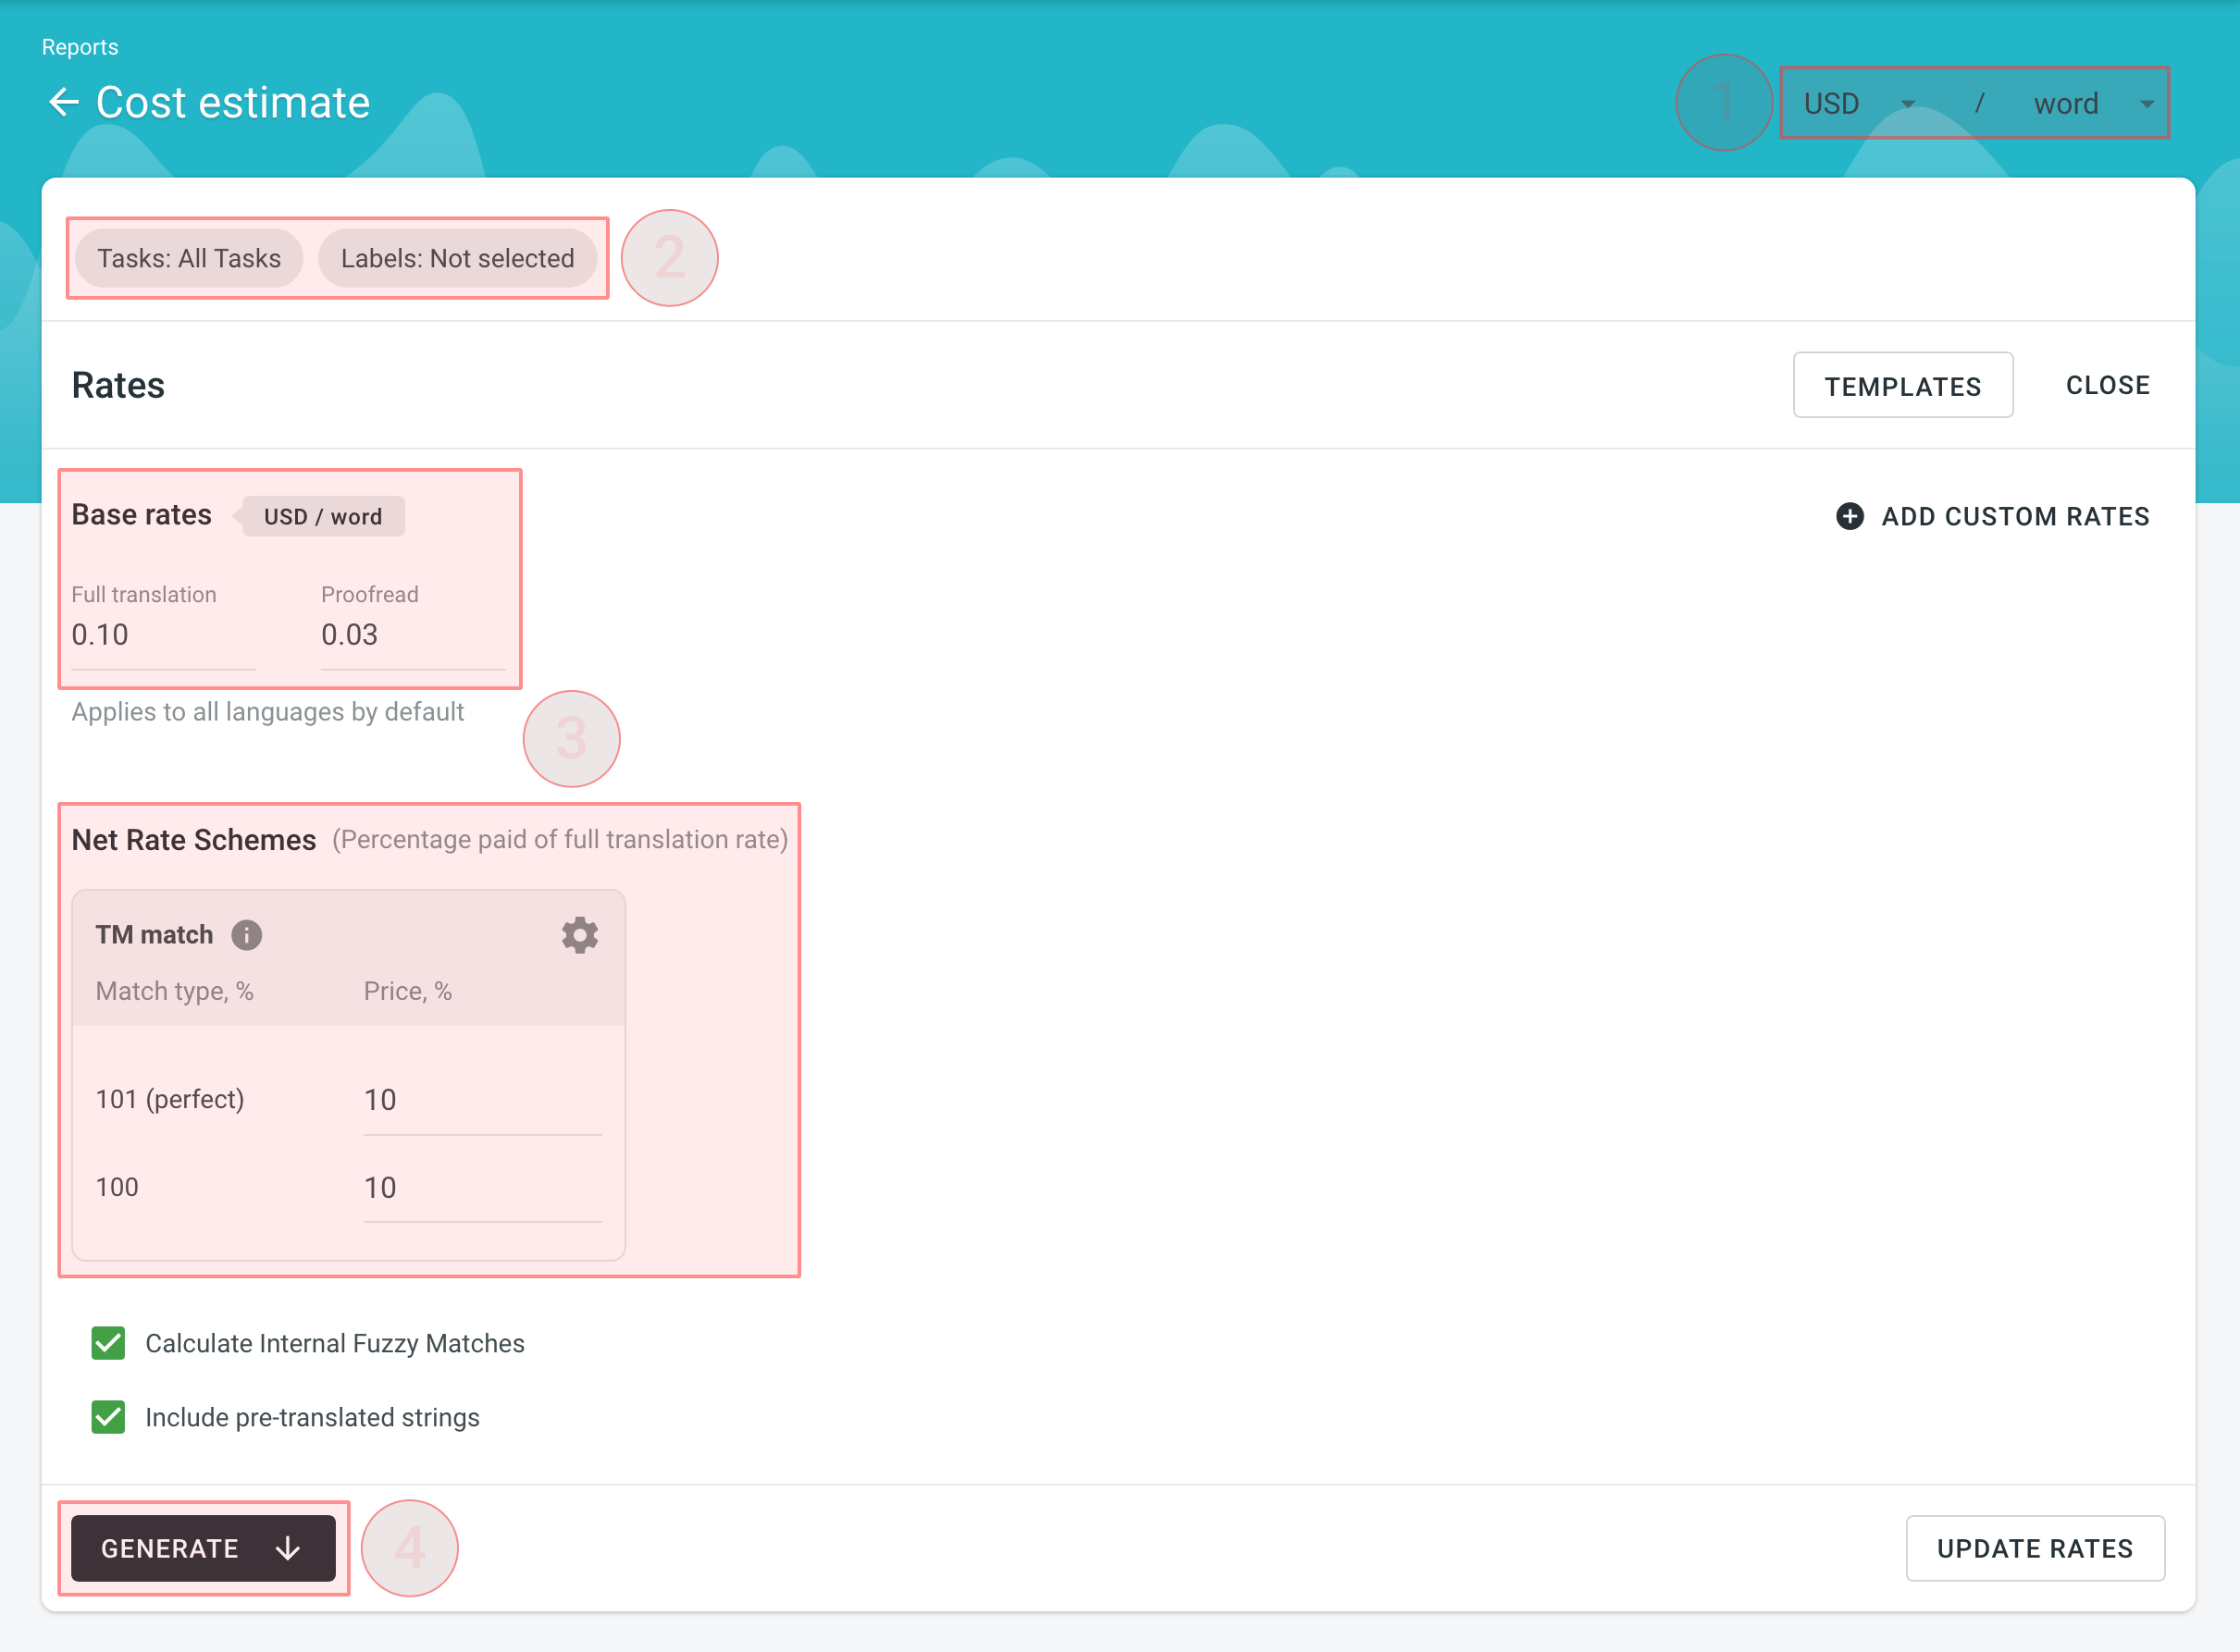 Reports
Cost estimate
1
USD / word
Tasks: All Tasks Labels: Not selected
2
Rates
TEMPLATES CLOSE
Base rates USD / word
ADD CUSTOM RATES
Full translation Proofread
0.10 0.03
Applies to all languages by default
3
Net Rate Schemes (Percentage paid of full translation rate)
TM match
Match type, % Price, %
101 (perfect) 10
100 10
Calculate Internal Fuzzy Matches
Include pre-translated strings
GENERATE
4
UPDATE RATES